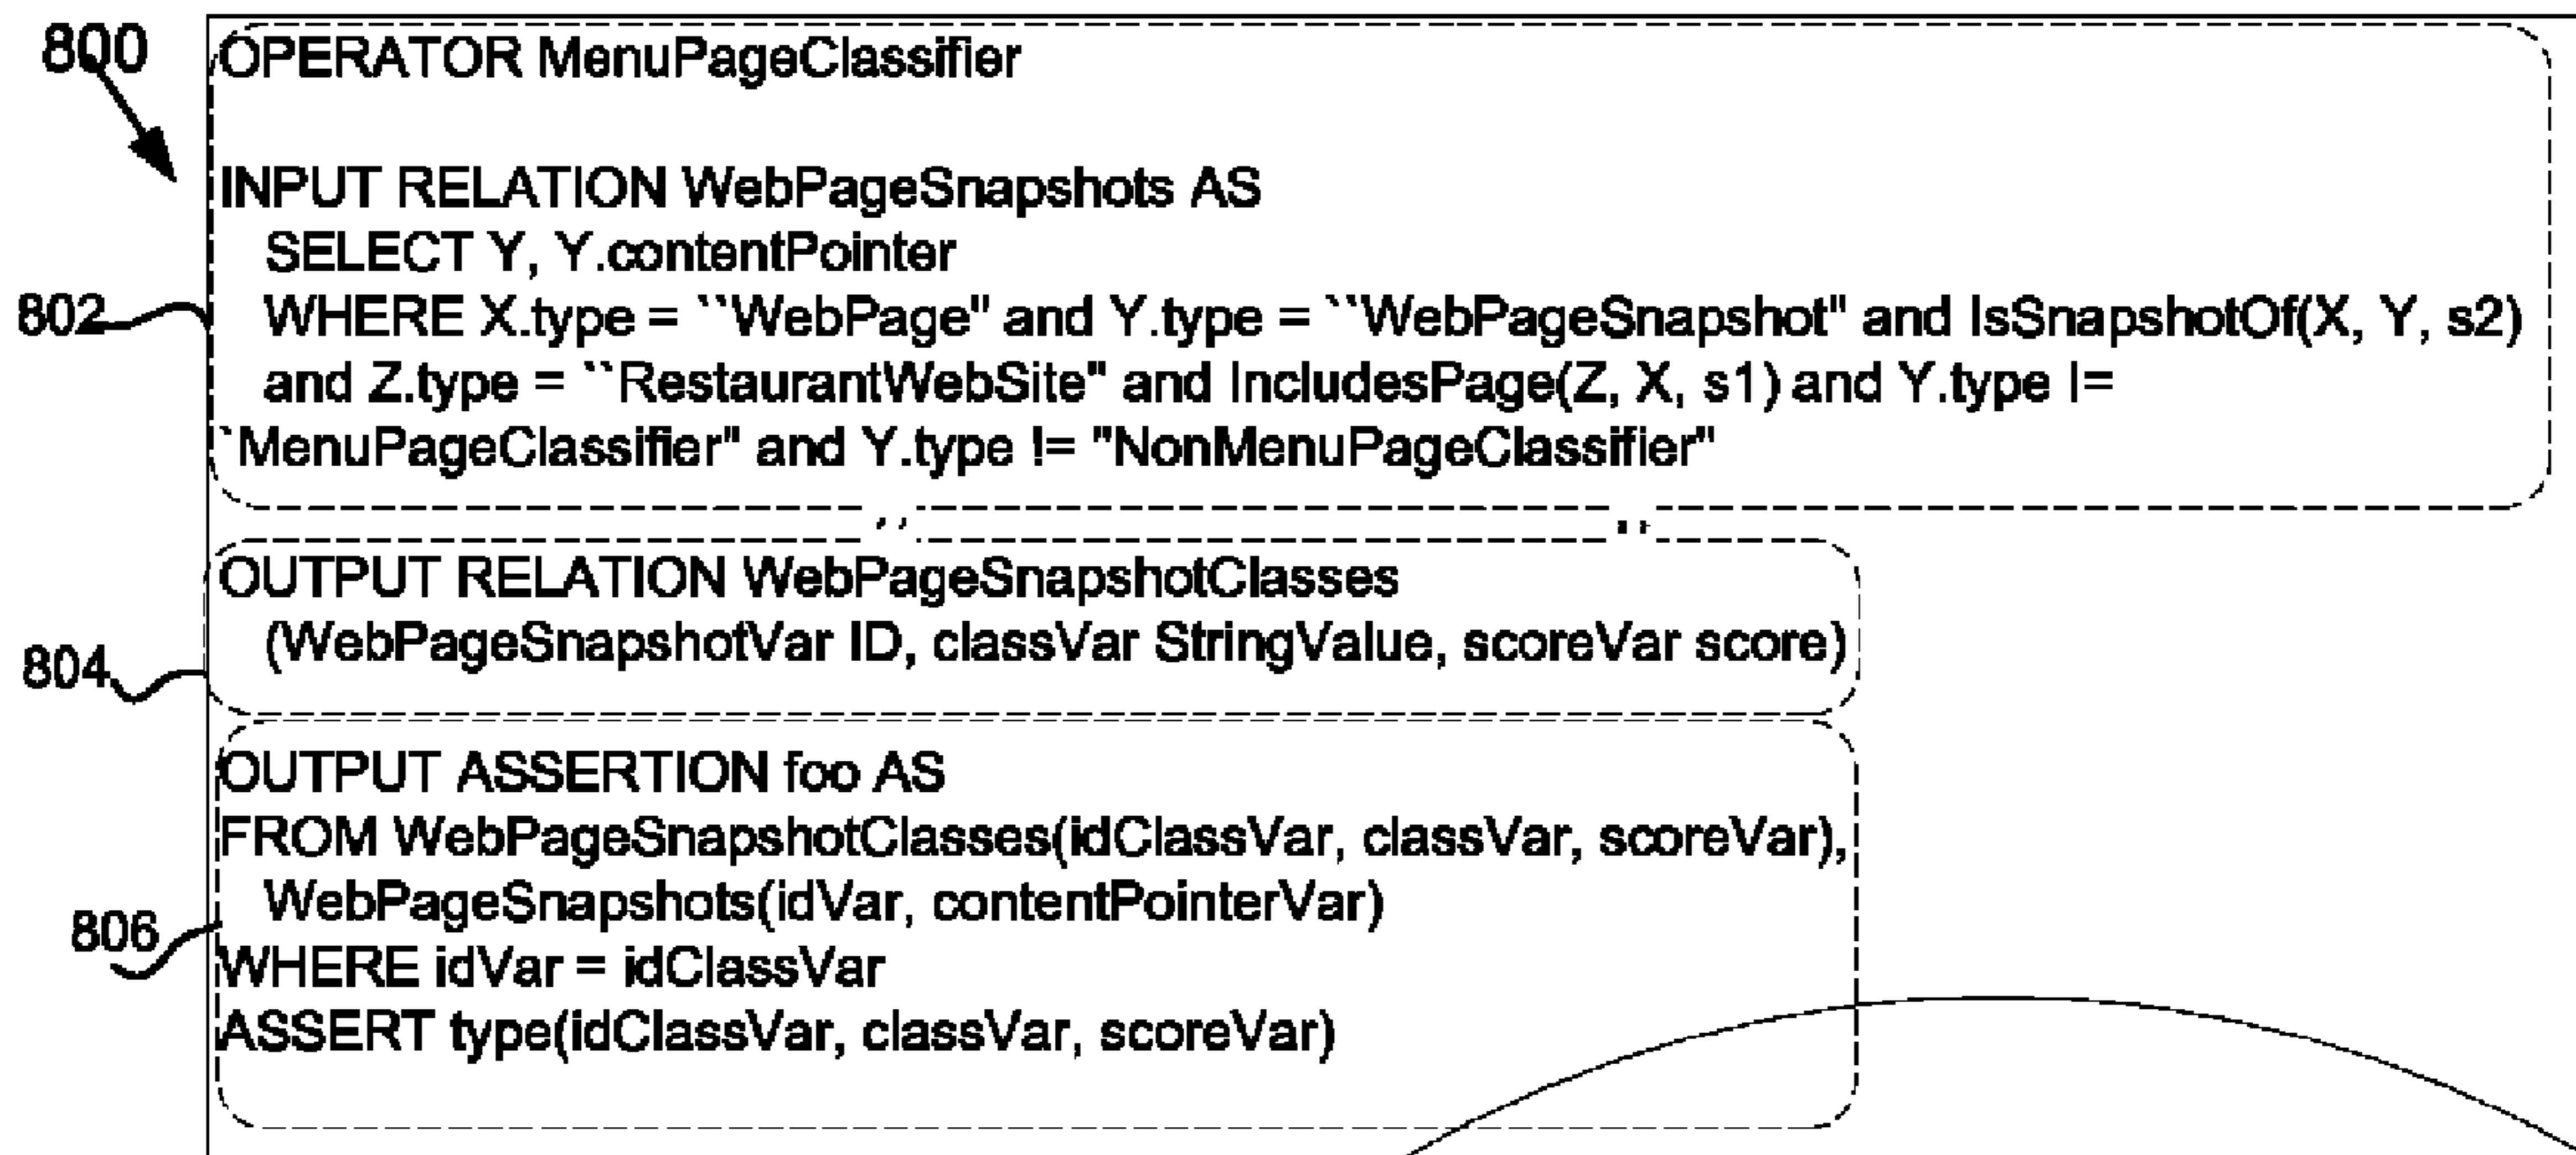 800
OPERATOR MenuPageClassifier
INPUT RELATION WebPageSnapshots AS
SELECT Y, Y.contentPointer
802
WHERE X.type = ``WebPage" and Y.type = ``WebPageSnapshot" and IsSnapshotOf(X, Y, s2)
and Z.type = ``RestaurantWebSite" and IncludesPage(Z, X, s1) and Y.type !=
`MenuPageClassifier" and Y.type != "NonMenuPageClassifier"
OUTPUT RELATION WebPageSnapshotClasses
(WebPageSnapshotVar ID, classVar StringValue, scoreVar score)
804
OUTPUT ASSERTION foo AS
FROM WebPageSnapshotClasses(idClassVar, classVar, scoreVar),
WebPageSnapshots(idVar, contentPointerVar)
806
WHERE idVar = idClassVar
ASSERT type(idClassVar, classVar, scoreVar)